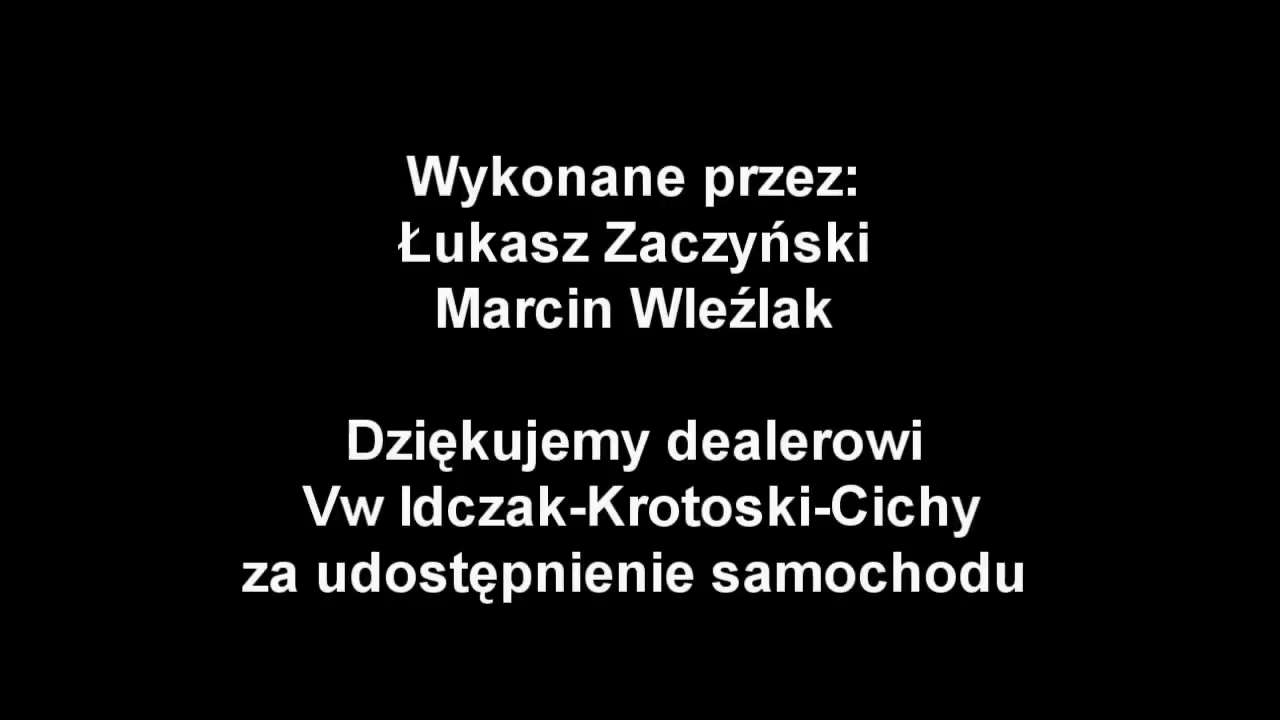 Wykonane przez:
Łukasz Zaczyński
Marcin Wleźlak
Dziękujemy dealerowi
Vw Idczak-Krotoski-Cichy
za udostępnienie samochodu